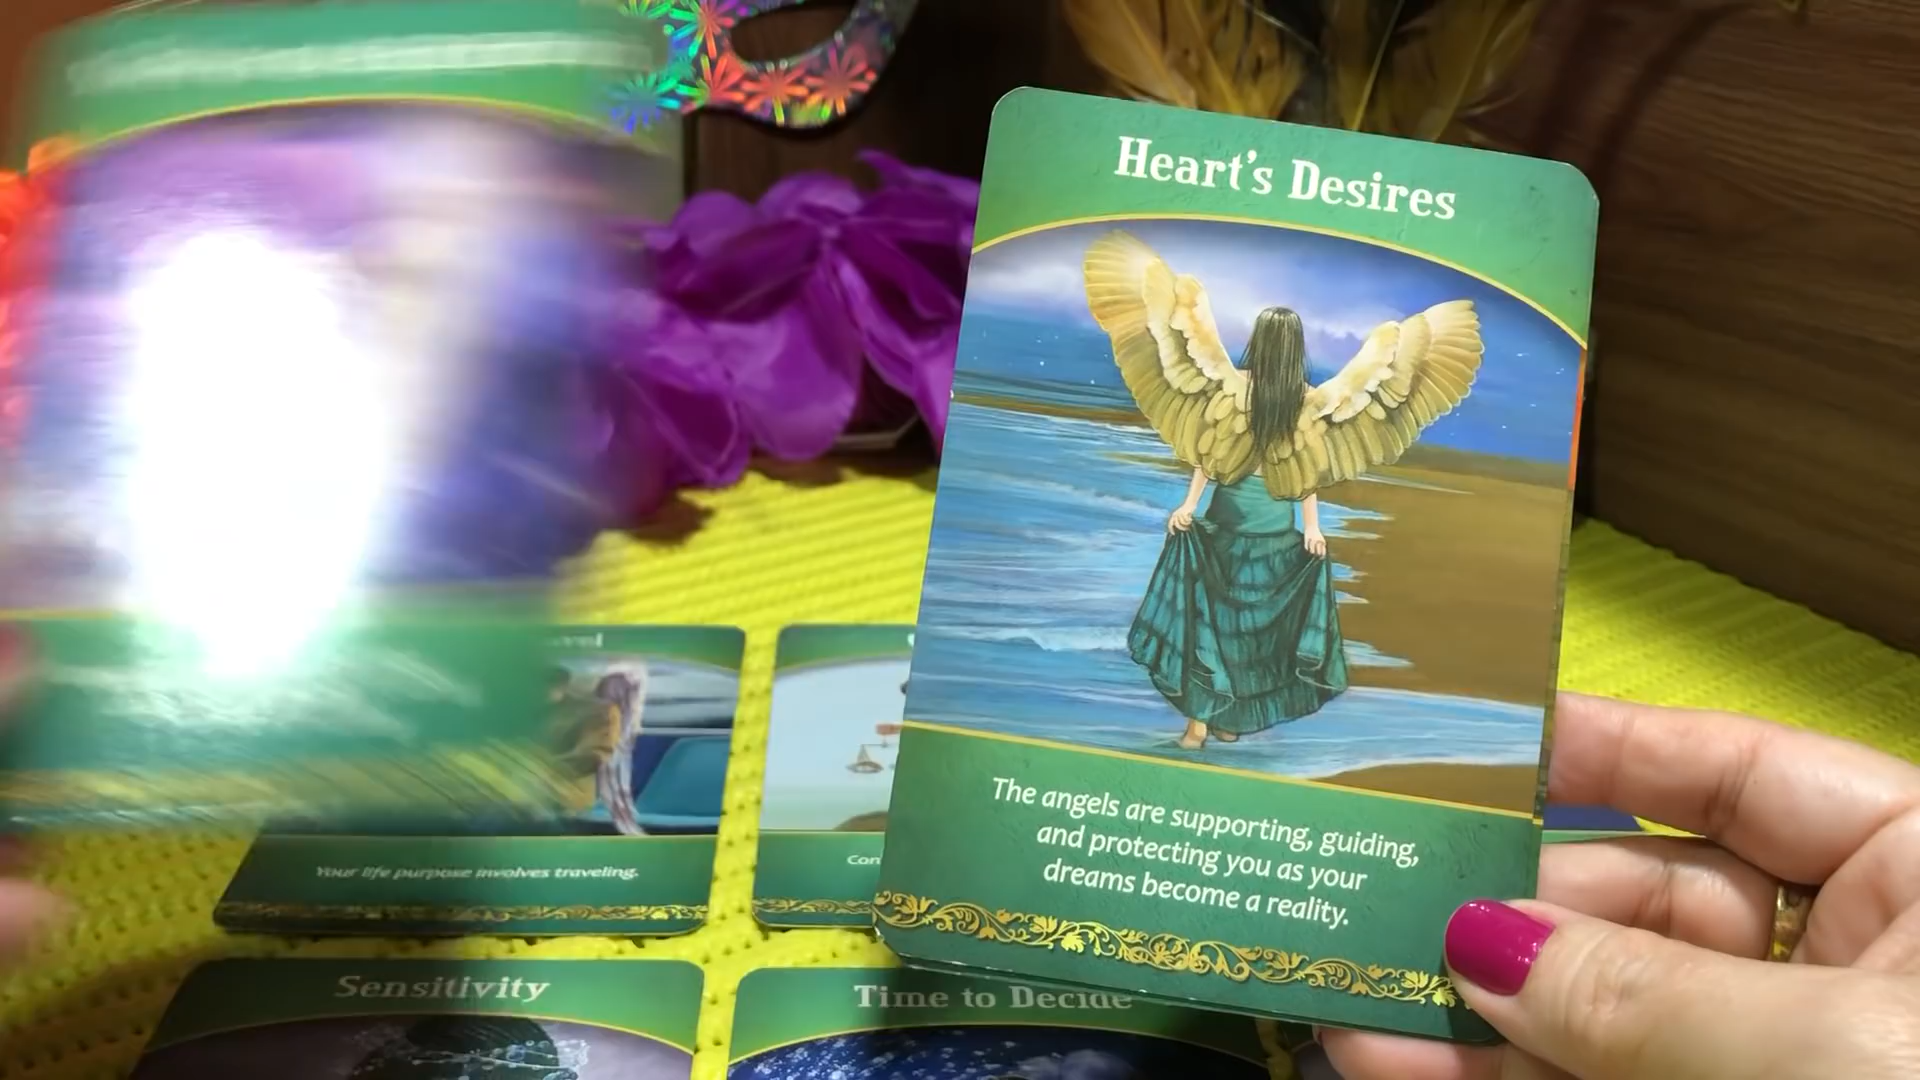 Heart's Desires
The angels are supporting, guiding,
and protecting you as your
dreams become a reality.
Your life purpose involves traveling.
Sensitivity
Time to Decide